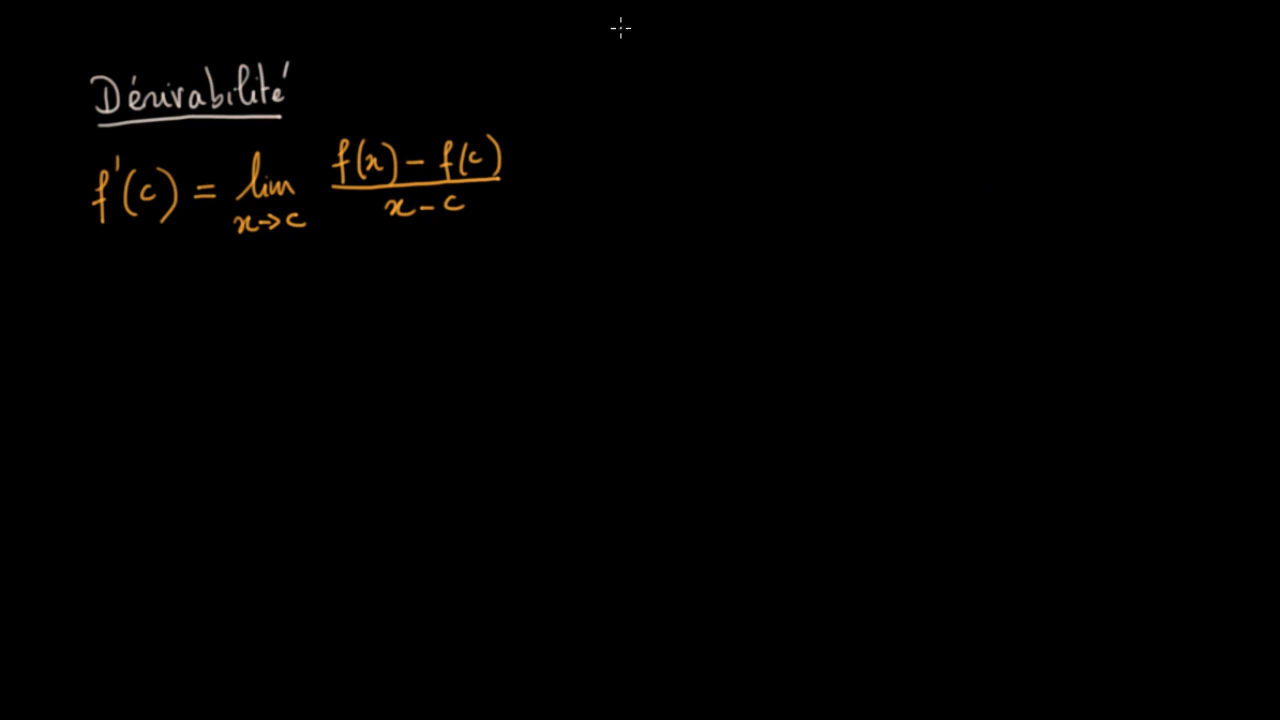 Dérivabilité
f'(c) = lim x→c f(x) - f(c) / x - c